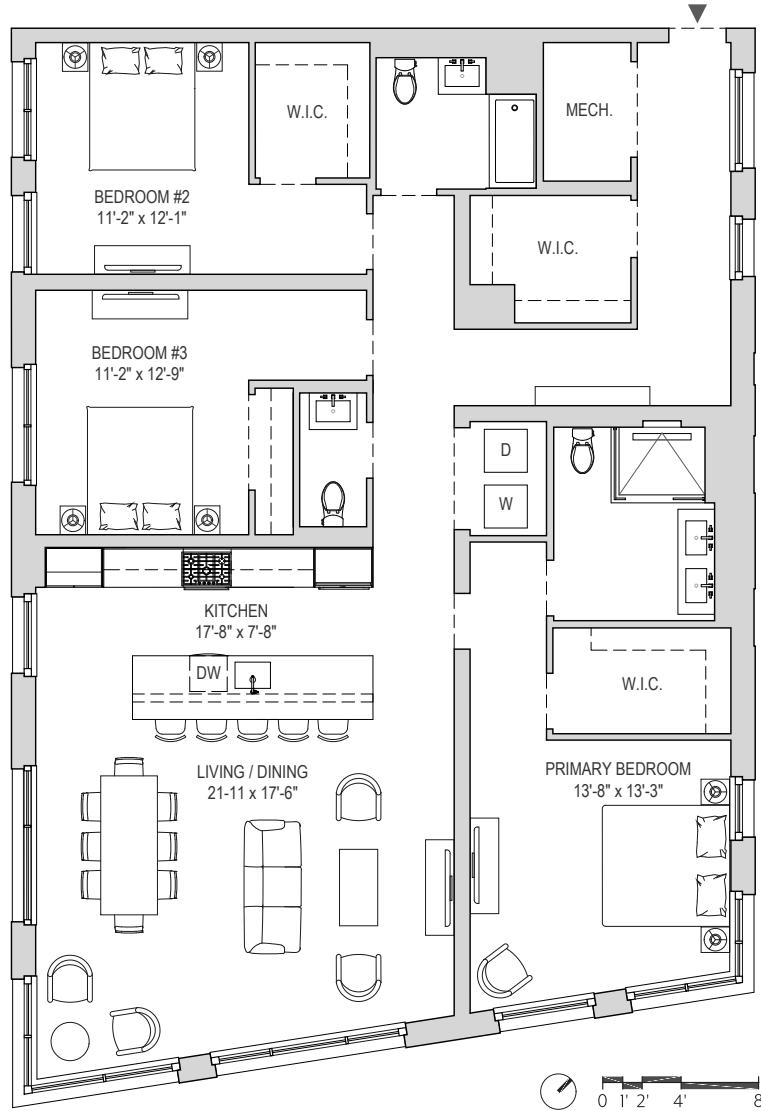 W.I.C.
MECH.
BEDROOM #2
11'-2" x 12'-1"
W.I.C.
BEDROOM #3
11'-2" x 12'-9"
D
W
KITCHEN
17'-8" x 7'-8"
DW
W.I.C.
LIVING / DINING
21-11 x 17'-6"
PRIMARY BEDROOM
13'-8" x 13'-3"
0 1' 2' 4' 8